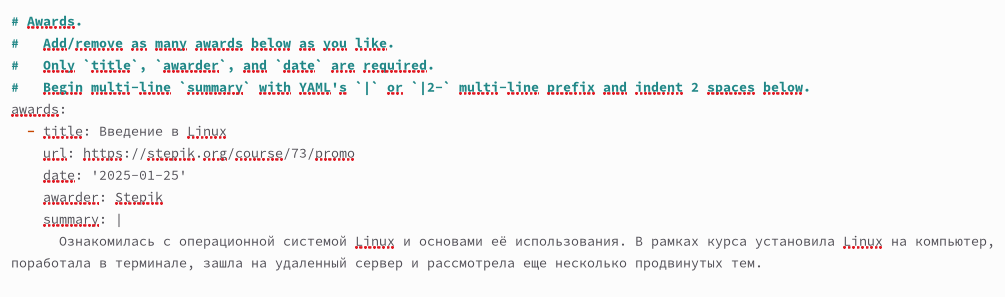 # Awards.
#   Add/remove as many awards below as you like.
#   Only `title`, `awarder`, and `date` are required.
#   Begin multi-line `summary` with YAML's `|` or `|2-` multi-line prefix and indent 2 spaces below.
awards:
  - title: Введение в Linux
    url: https://stepik.org/course/73/promo
    date: '2025-01-25'
    awarder: Stepik
    summary: |
      Ознакомилась с операционной системой Linux и основами её использования. В рамках курса установила Linux на компьютер,
поработала в терминале, зашла на удаленный сервер и рассмотрела еще несколько продвинутых тем.